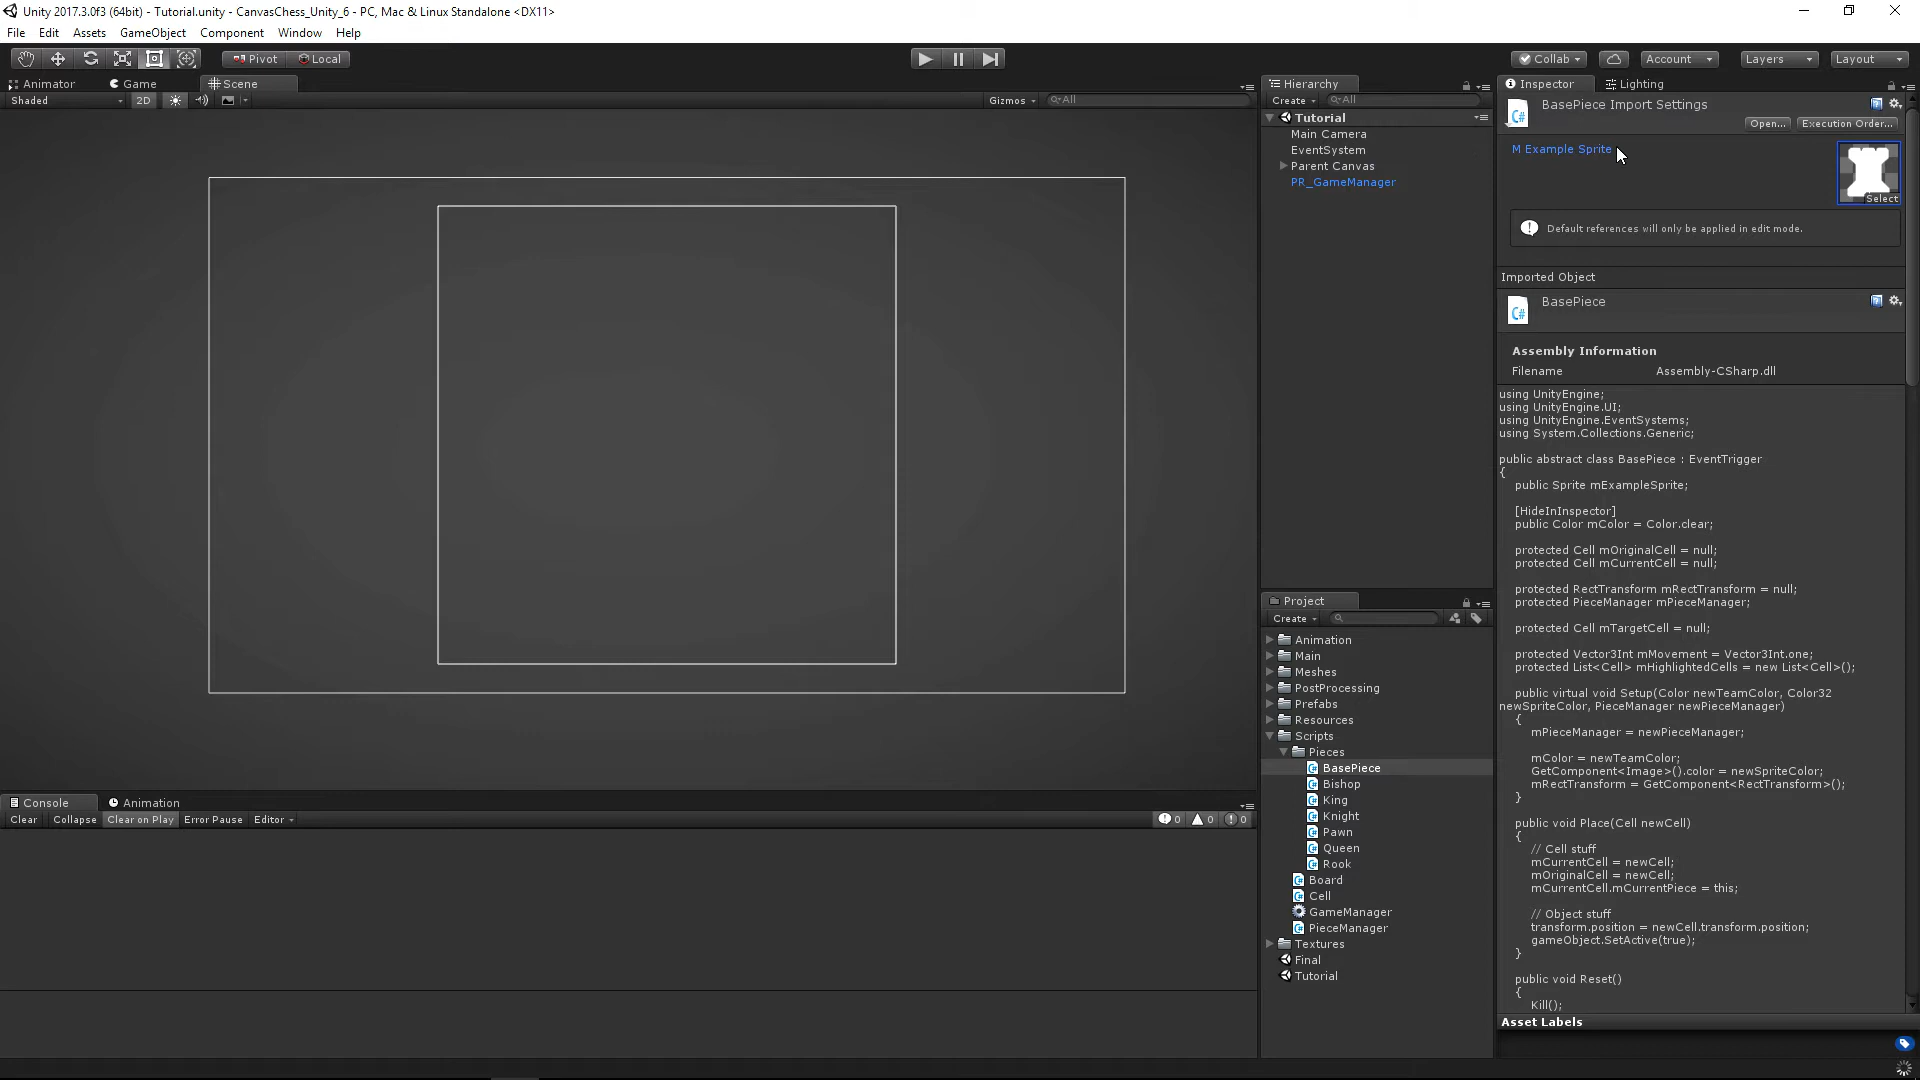 Unity 2017.3.0f3 (64bit) - Tutorial.unity - CanvasChess_Unity_6 - PC, Mac & Linux Standalone <DX11>
File Edit Assets GameObject Component Window Help
Pivot Local Collab Account Layers Layout
Animator Game Scene
Shaded 2D Gizmos All
Hierarchy
Create All
Tutorial
Main Camera
EventSystem
Parent Canvas
PR_GameManager
Inspector Lighting
BasePiece Import Settings
Open... Execution Order...
M Example Sprite
Select
Default references will only be applied in edit mode.
Imported Object
BasePiece
Assembly Information
Filename Assembly-CSharp.dll
using UnityEngine;
using UnityEngine.UI;
using UnityEngine.EventSystems;
using System.Collections.Generic;
public abstract class BasePiece : EventTrigger
{
public Sprite mExampleSprite;
[HideInInspector]
public Color mColor = Color.clear;
protected Cell mOriginalCell = null;
protected Cell mCurrentCell = null;
protected RectTransform mRectTransform = null;
protected PieceManager mPieceManager;
protected Cell mTargetCell = null;
protected Vector3Int mMovement = Vector3Int.one;
protected List<Cell> mHighlightedCells = new List<Cell>();
public virtual void Setup(Color newTeamColor, Color32
newSpriteColor, PieceManager newPieceManager)
{
mPieceManager = newPieceManager;
mColor = newTeamColor;
GetComponent<Image>().color = newSpriteColor;
mRectTransform = GetComponent<RectTransform>();
}
public void Place(Cell newCell)
{
// Cell stuff
mCurrentCell = newCell;
mOriginalCell = newCell;
mCurrentCell.mCurrentPiece = this;
// Object stuff
transform.position = newCell.transform.position;
gameObject.SetActive(true);
}
public void Reset()
{
Kill();
Asset Labels
Project
Create
Animation
Main
Meshes
PostProcessing
Prefabs
Resources
Scripts
Pieces
BasePiece
Bishop
King
Knight
Pawn
Queen
Rook
Board
Cell
GameManager
PieceManager
Textures
Final
Tutorial
Console Animation
Clear Collapse Clear on Play Error Pause Editor 0 0 0